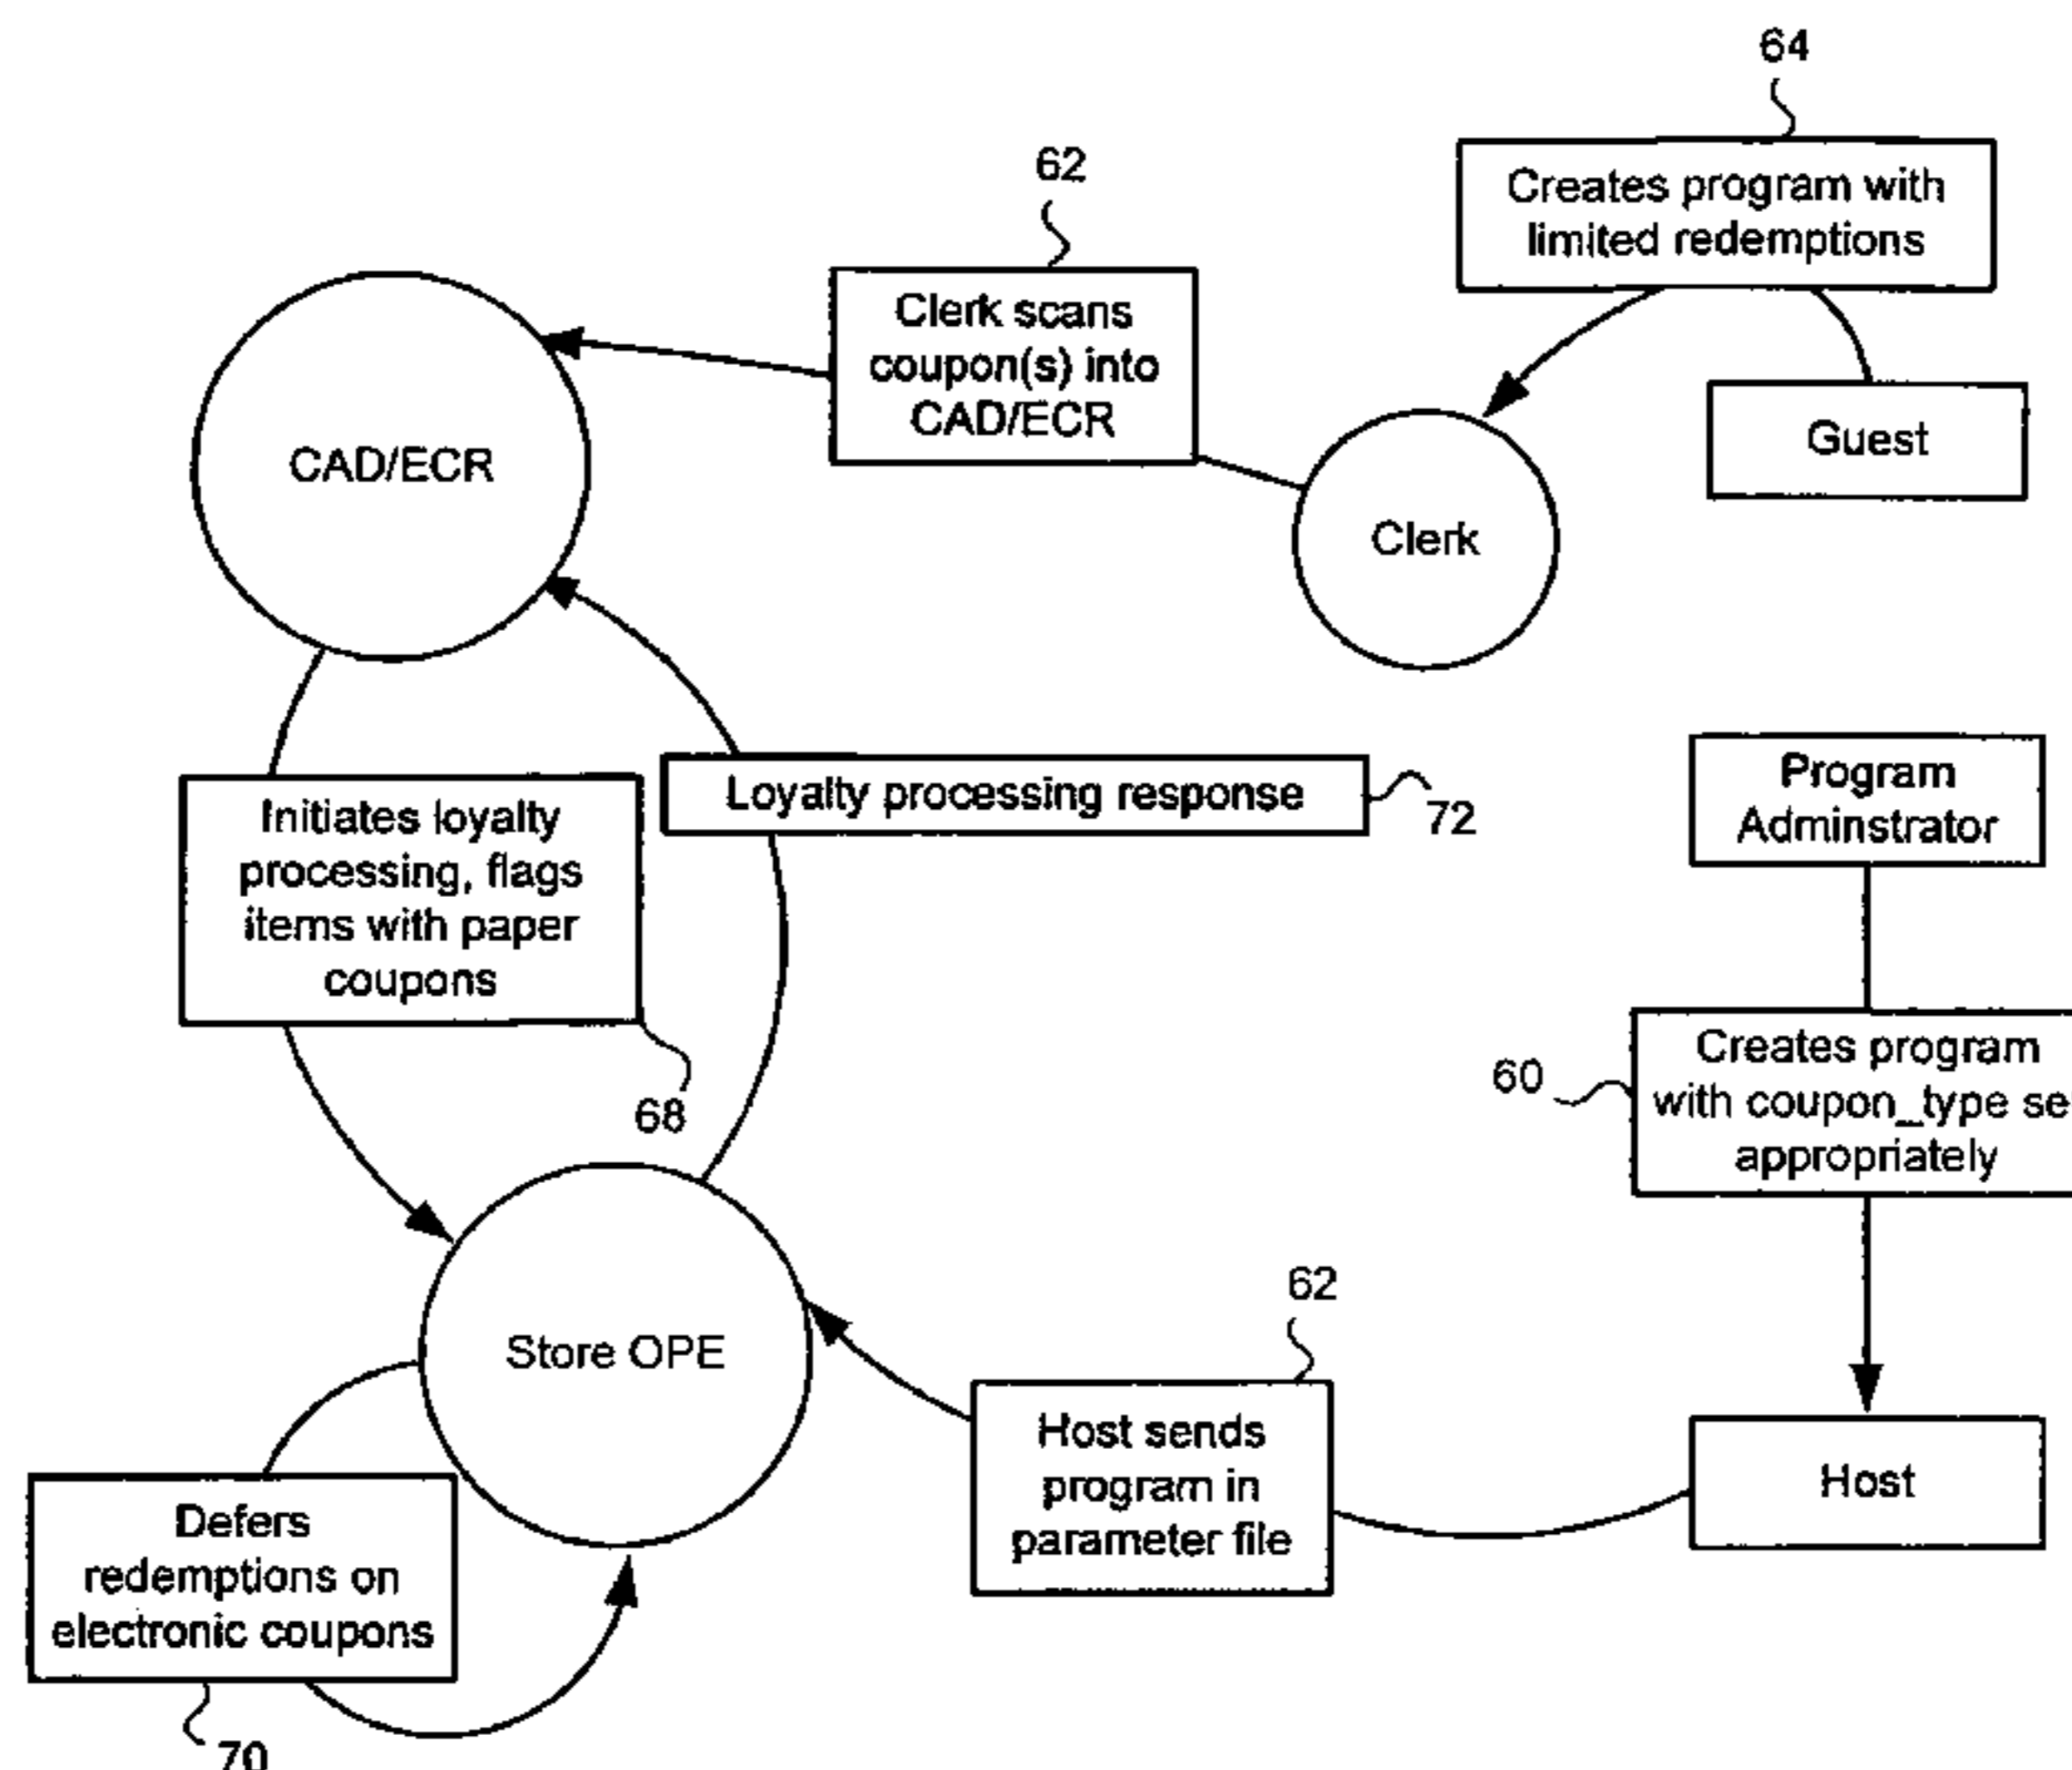 64
62
Creates program with
limited redemptions
Clerk scans
coupon(s) into
CAD/ECR
CAD/ECR
Guest
Clerk
Program
Adminstrator
Loyalty processing response
72
Initiates loyalty
processing, flags
items with paper
coupons
68
60
Creates program
with coupon_type se
appropriately
62
Store OPE
Host sends
program in
parameter file
Host
Defers
redemptions on
electronic coupons
70